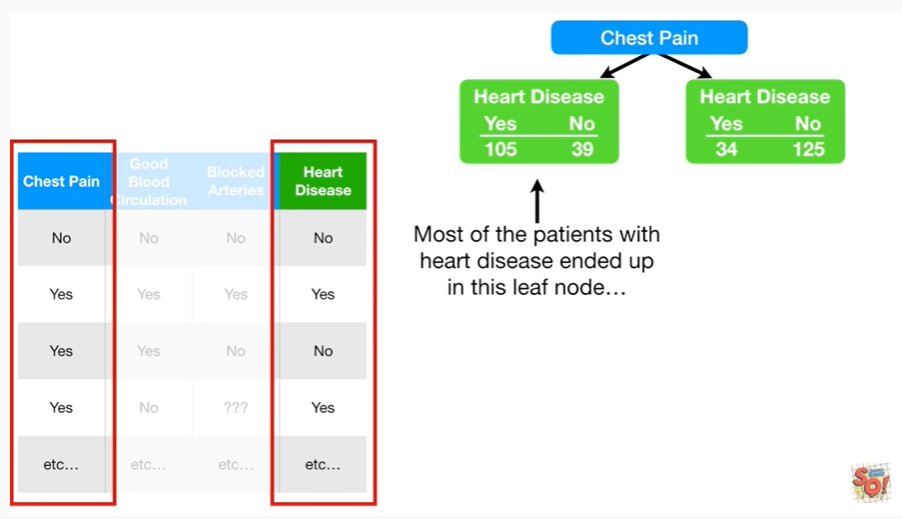 Chest Pain
Heart Disease
Yes No
105 39
Heart Disease
Yes No
34 125
Most of the patients with
heart disease ended up
in this leaf node…
Chest Pain
Good
Blood
Circulation
Blocked
Arteries
Heart
Disease
No No No No
Yes Yes Yes Yes
Yes Yes No No
Yes No ??? Yes
etc… etc… etc… etc…
SQ!